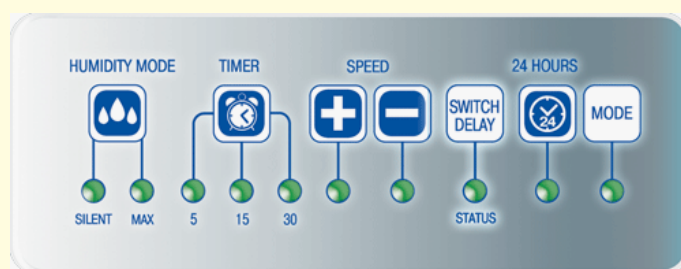 HUMIDITY MODE
TIMER
SPEED
24 HOURS
SWITCH
DELAY
24
MODE
SILENT
MAX
5
15
30
STATUS